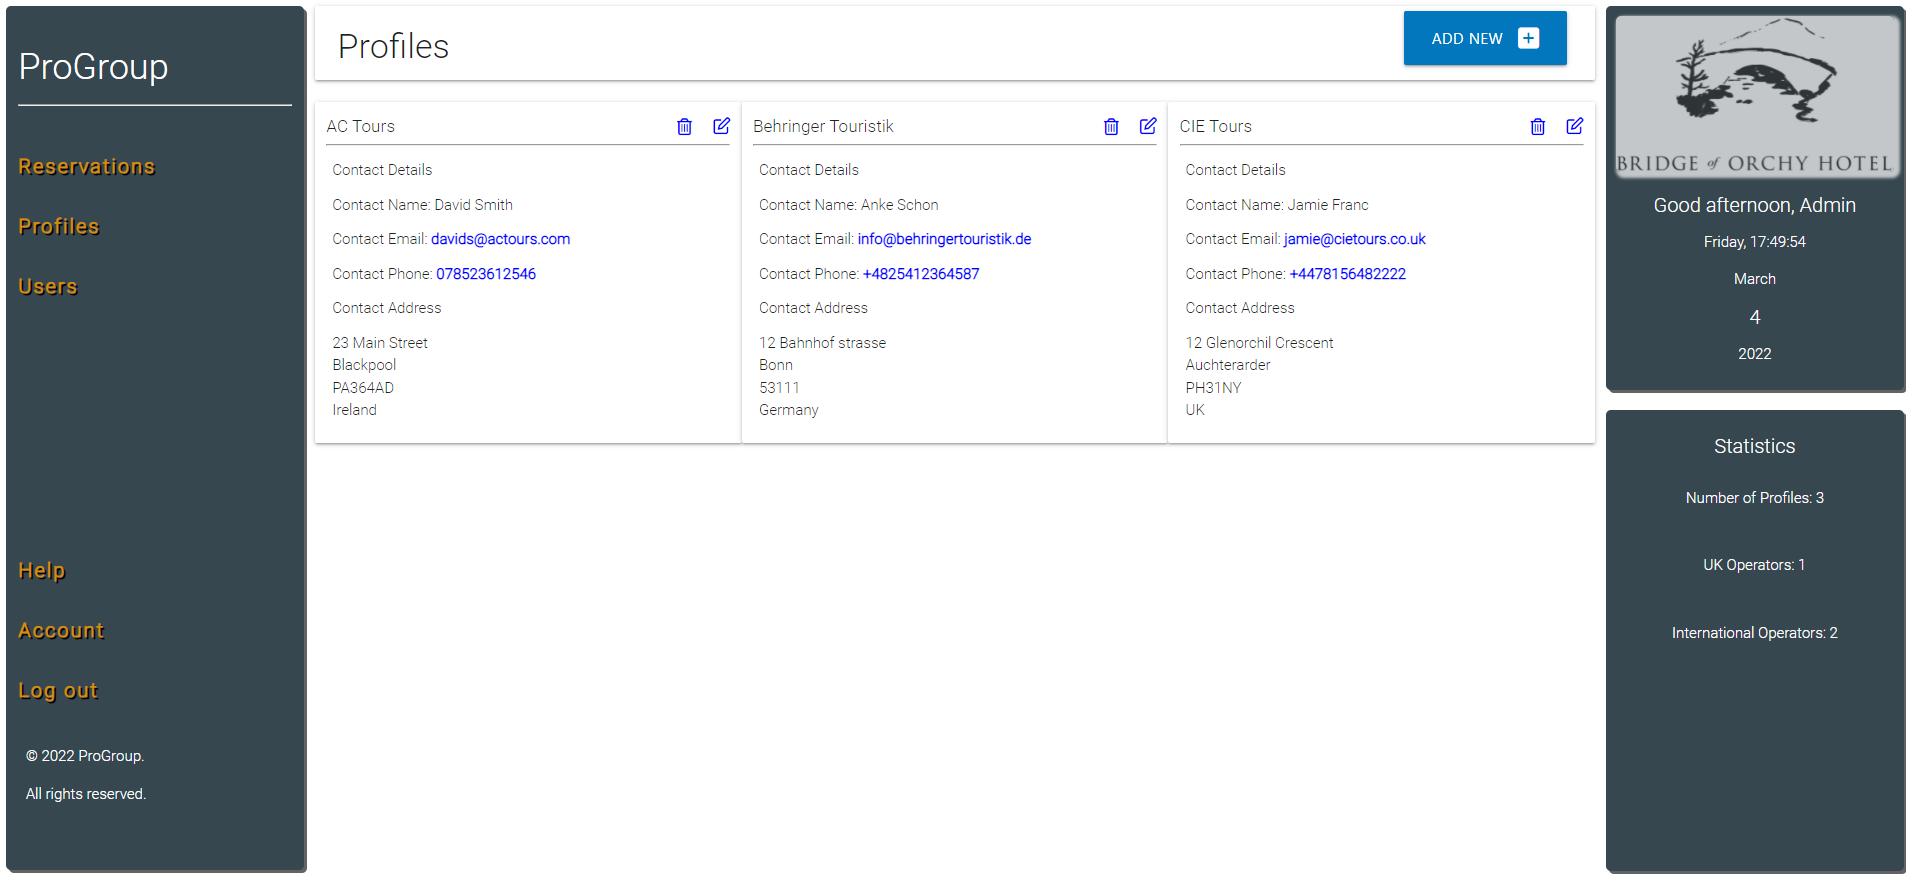 ProGroup
Reservations
Profiles
Users
Help
Account
Log out
© 2022 ProGroup.
All rights reserved.
Profiles
ADD NEW
AC Tours
Contact Details
Contact Name: David Smith
Contact Email: davids@actours.com
Contact Phone: 078523612546
Contact Address
23 Main Street
Blackpool
PA364AD
Ireland
Behringer Touristik
Contact Details
Contact Name: Anke Schon
Contact Email: info@behringertouristik.de
Contact Phone: +4825412364587
Contact Address
12 Bahnhof strasse
Bonn
53111
Germany
CIE Tours
Contact Details
Contact Name: Jamie Franc
Contact Email: jamie@cietours.co.uk
Contact Phone: +4478156482222
Contact Address
12 Glenorchil Crescent
Auchterarder
PH31NY
UK
BRIDGE of ORCHY HOTEL
Good afternoon, Admin
Friday, 17:49:54
March
4
2022
Statistics
Number of Profiles: 3
UK Operators: 1
International Operators: 2